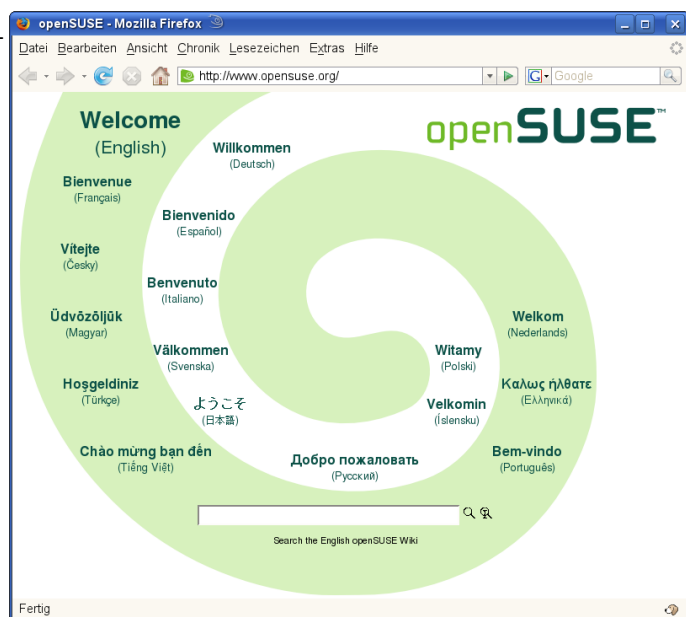 openSUSE - Mozilla Firefox
Datei Bearbeiten Ansicht Chronik Lesezeichen Extras Hilfe
http://www.opensuse.org/
G
Google
openSUSE™
Welcome
(English)
Willkommen
(Deutsch)
Bienvenue
(Français)
Bienvenido
(Español)
Vítejte
(Česky)
Benvenuto
(Italiano)
Üdvözöljük
(Magyar)
Welkom
(Nederlands)
Välkommen
(Svenska)
Witamy
(Polski)
Hoşgeldiniz
(Türkçe)
ようこそ
(日本語)
Velkomin
(Íslensku)
Καλως ήλθατε
(Ελληνικά)
Chào mừng bạn đến
(Tiếng Việt)
Добро пожаловать
(Русский)
Bem-vindo
(Português)
Search the English openSUSE Wiki
Fertig